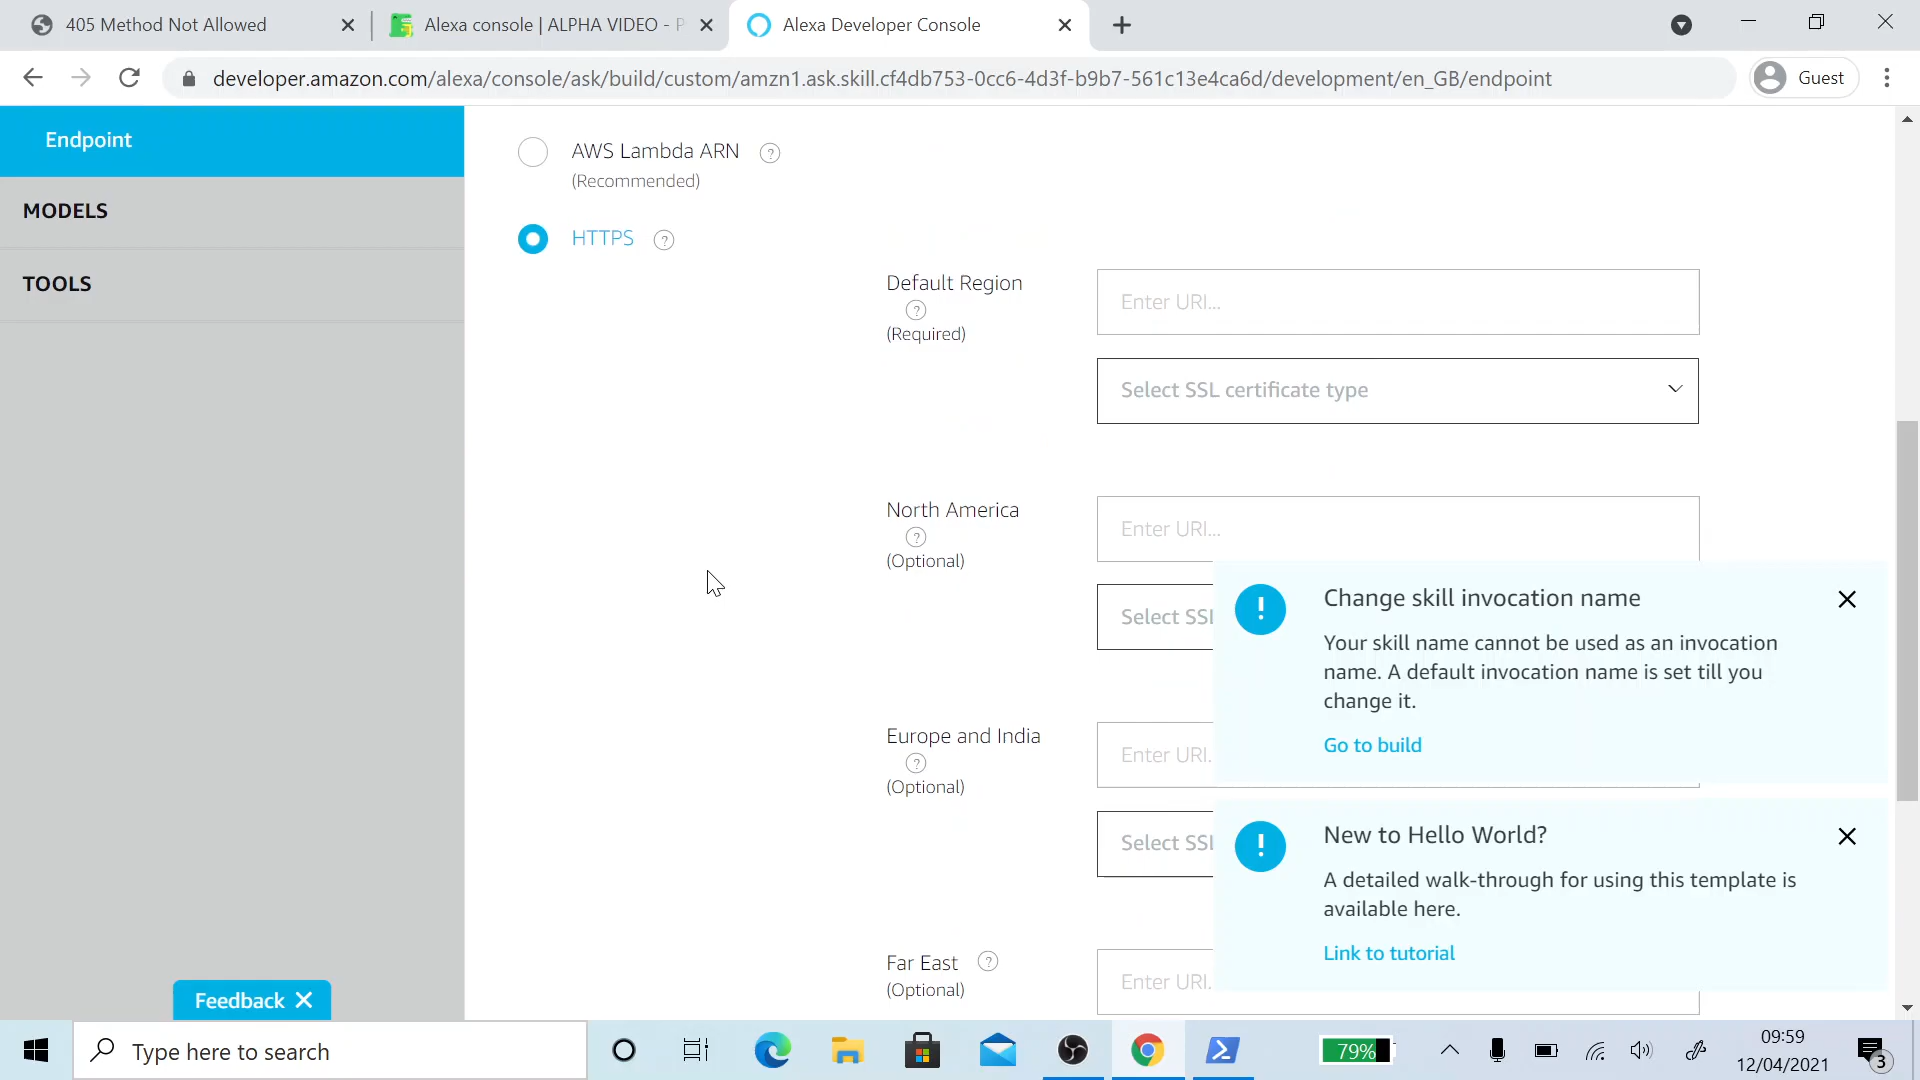 405 Method Not Allowed
Alexa console | ALPHA VIDEO - P
Alexa Developer Console
developer.amazon.com/alexa/console/ask/build/custom/amzn1.ask.skill.cf4db753-0cc6-4d3f-b9b7-561c13e4ca6d/development/en_GB/endpoint
Guest
Endpoint
MODELS
TOOLS
AWS Lambda ARN ?
(Recommended)
HTTPS ?
Default Region
?
(Required)
Enter URI...
Select SSL certificate type
North America
?
(Optional)
Enter URI...
Select SSL
Europe and India
?
(Optional)
Enter URI.
Select SSL
Far East ?
(Optional)
Enter URI.
! Change skill invocation name
Your skill name cannot be used as an invocation
name. A default invocation name is set till you
change it.
Go to build
! New to Hello World?
A detailed walk-through for using this template is
available here.
Link to tutorial
Feedback
Type here to search
79%
09:59
12/04/2021
3